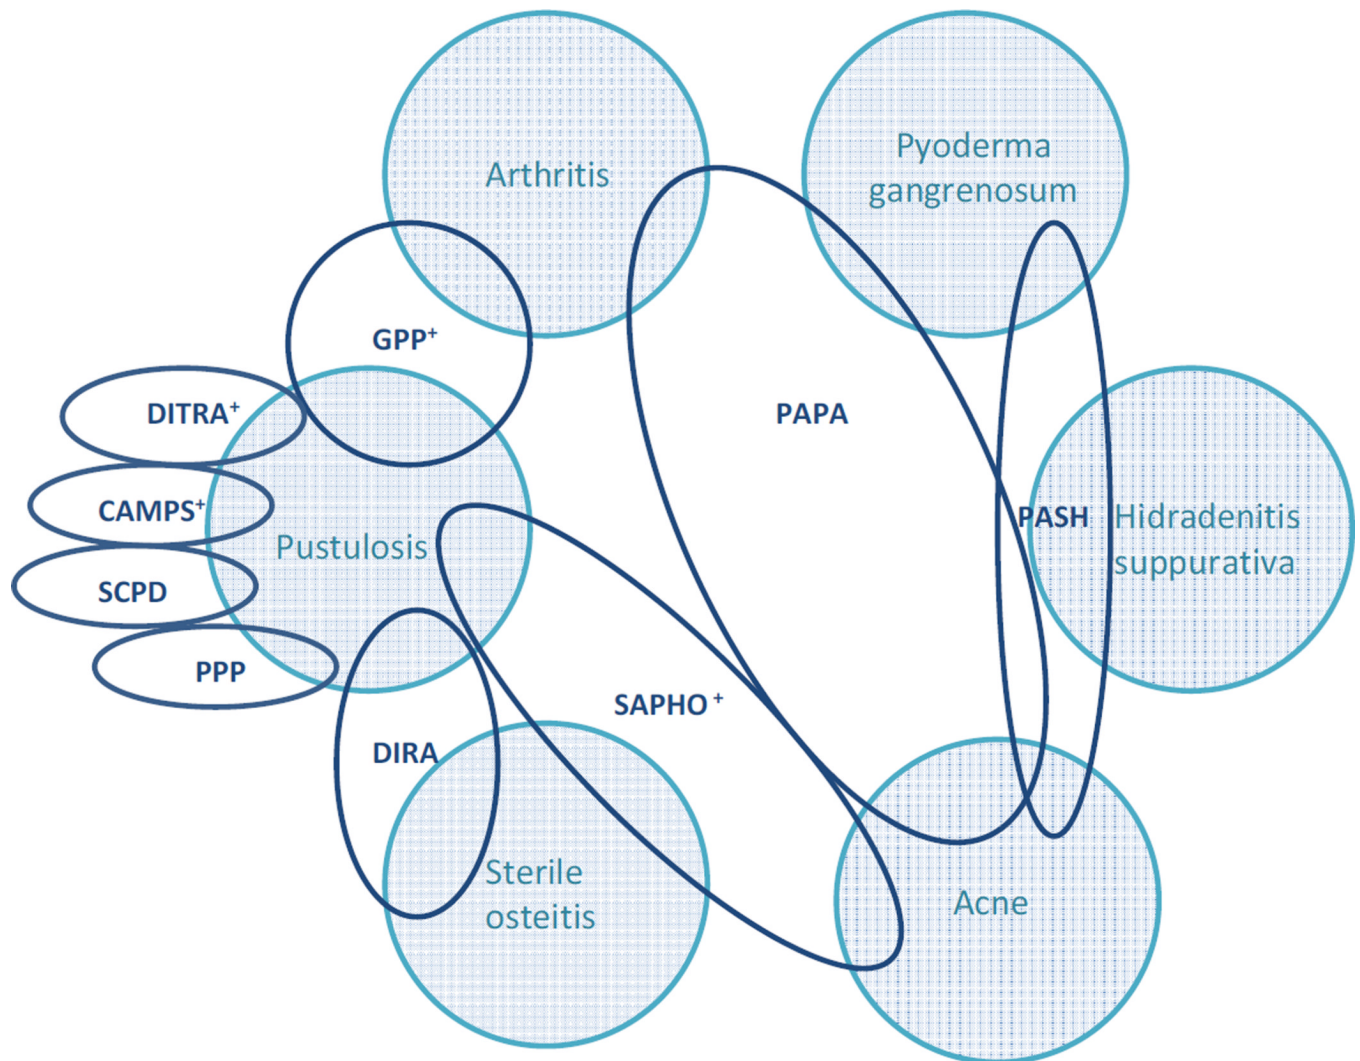 Arthritis
Pyoderma
gangrenosum
GPP⁺
DITRA⁺
PAPA
CAMPS⁺
PASH
Hidradenitis
suppurativa
Pustulosis
SCPD
PPP
SAPHO⁺
DIRA
Sterile
osteitis
Acne